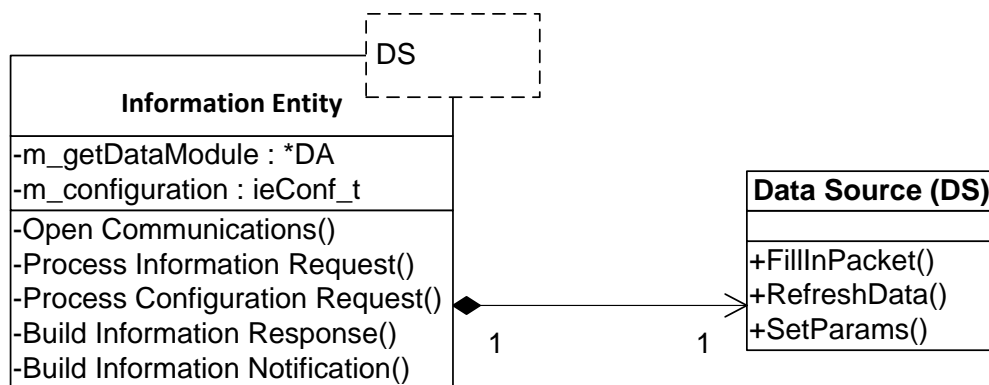 DS
Information Entity
-m_getDataModule : *DA
-m_configuration : ieConf_t
-Open Communications()
-Process Information Request()
-Process Configuration Request()
-Build Information Response()
-Build Information Notification()
1
1
Data Source (DS)
+FillInPacket()
+RefreshData()
+SetParams()